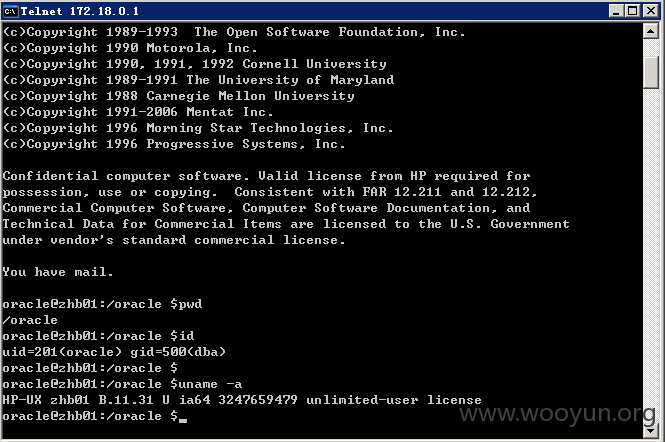 Telnet 172.18.0.1
(c)Copyright 1989-1993  The Open Software Foundation, Inc.
(c)Copyright 1990 Motorola, Inc.
(c)Copyright 1990, 1991, 1992 Cornell University
(c)Copyright 1989-1991 The University of Maryland
(c)Copyright 1988 Carnegie Mellon University
(c)Copyright 1991-2006 Mentat Inc.
(c)Copyright 1996 Morning Star Technologies, Inc.
(c)Copyright 1996 Progressive Systems, Inc.
Confidential computer software. Valid license from HP required for
possession, use or copying.  Consistent with FAR 12.211 and 12.212,
Commercial Computer Software, Computer Software Documentation, and
Technical Data for Commercial Items are licensed to the U.S. Government
under vendor's standard commercial license.
You have mail.
oracle@zhb01:/oracle $pwd
/oracle
oracle@zhb01:/oracle $id
uid=201(oracle) gid=500(dba)
oracle@zhb01:/oracle $
oracle@zhb01:/oracle $uname -a
HP-UX zhb01 B.11.31 U ia64 3247659479 unlimited-user license
oracle@zhb01:/oracle $
www.wooyun.org